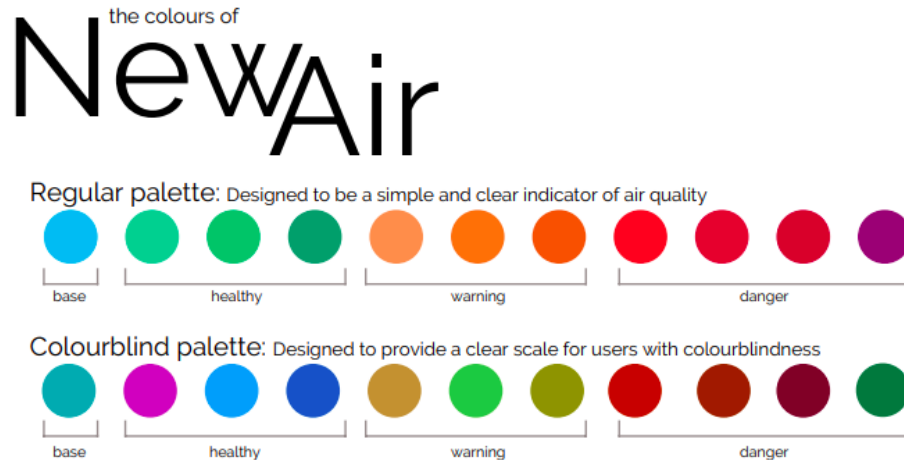 the colours of
NewAir
Regular palette: Designed to be a simple and clear indicator of air quality
base healthy warning danger
Colourblind palette: Designed to provide a clear scale for users with colourblindness
base healthy warning danger